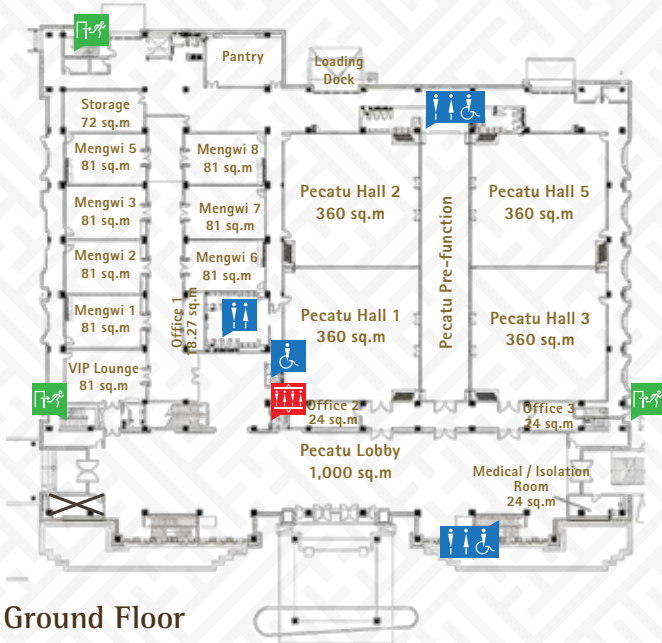 Pantry
Loading
Dock
Storage
72 sq.m
Mengwi 5
81 sq.m
Mengwi 8
81 sq.m
Mengwi 3
81 sq.m
Mengwi 7
81 sq.m
Mengwi 2
81 sq.m
Mengwi 6
81 sq.m
Mengwi 1
81 sq.m
Office 1
18.27 sq.m
VIP Lounge
81 sq.m
Pecatu Hall 2
360 sq.m
Pecatu Hall 5
360 sq.m
Pecatu Pre-function
Pecatu Hall 1
360 sq.m
Pecatu Hall 3
360 sq.m
Office 2
24 sq.m
Office 3
24 sq.m
Pecatu Lobby
1,000 sq.m
Medical / Isolation
Room
24 sq.m
Ground Floor